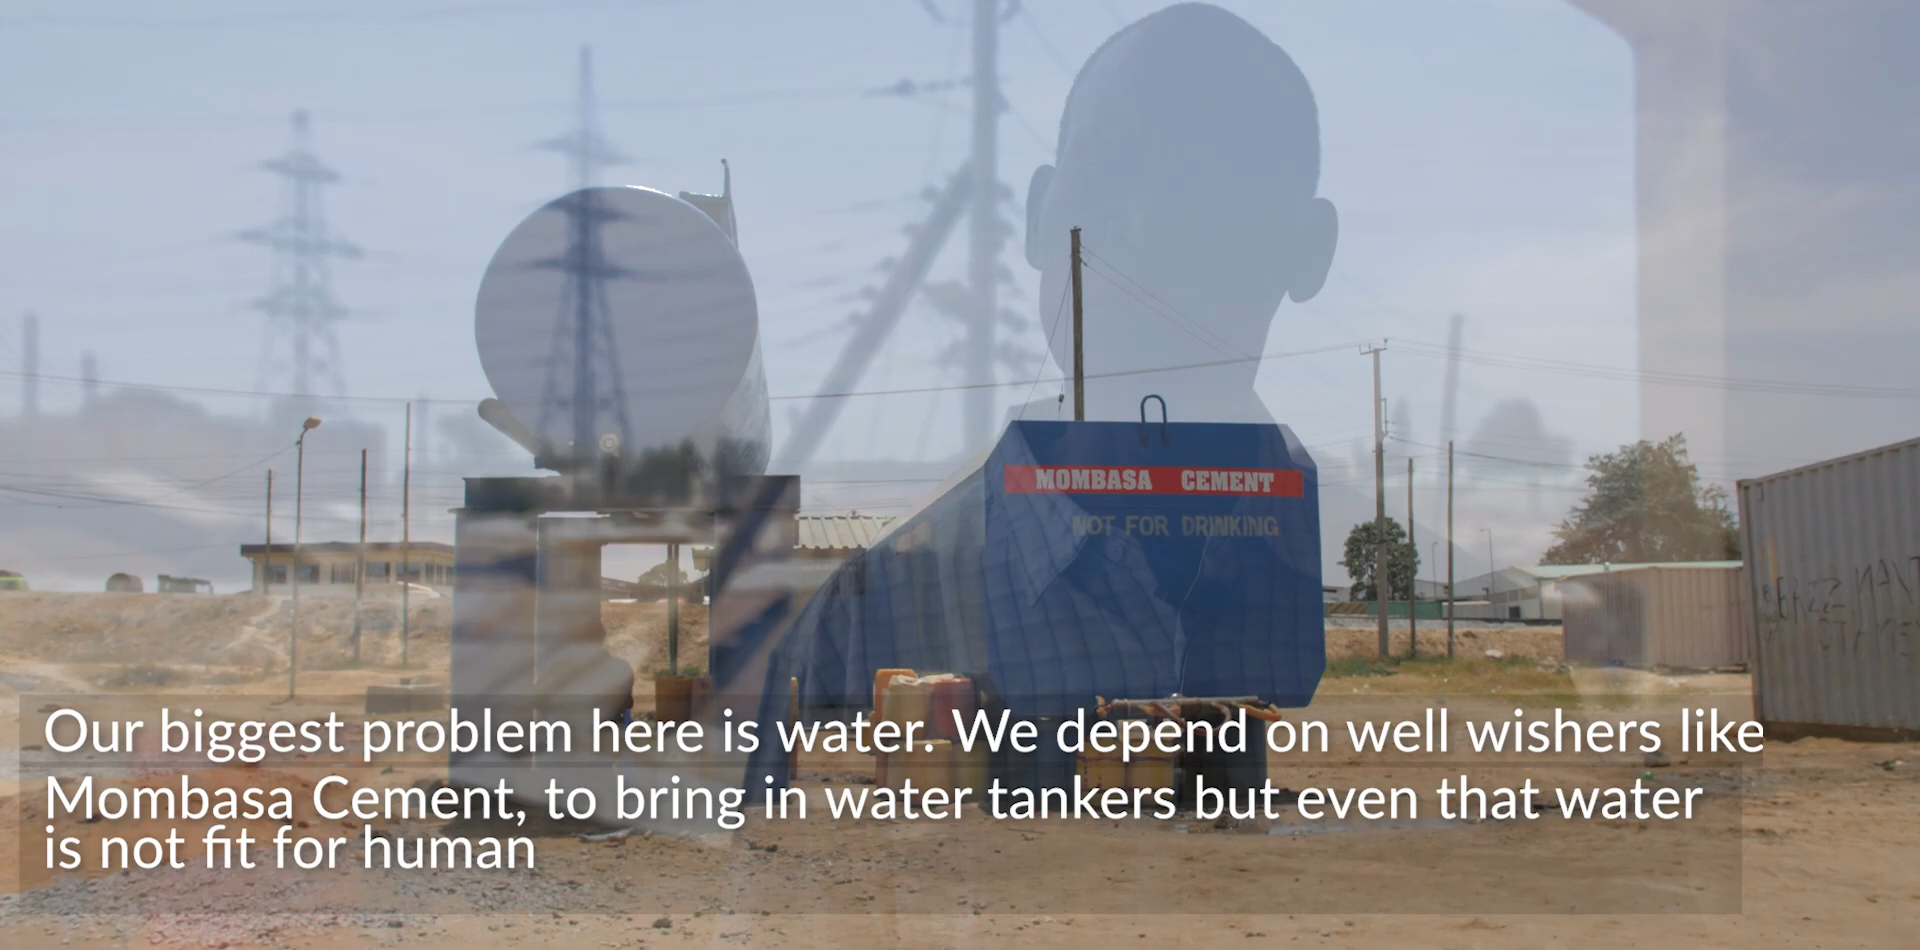 MOMBASA CEMENT
NOT FOR DRINKING
Our biggest problem here is water. We depend on well wishers like
Mombasa Cement, to bring in water tankers but even that water
is not fit for human